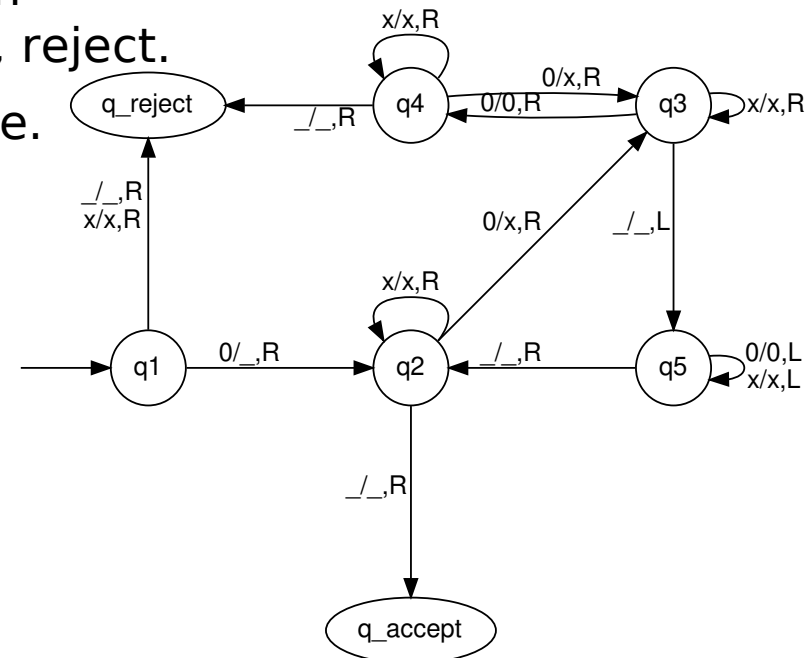 , reject.
e.
x/x,R
0/x,R
q_reject
q4
0/0,R
q3
x/x,R
_/_,R
_/_,R
x/x,R
0/x,R
_/_,L
x/x,R
q1
0/_,R
q2
_/_,R
q5
0/0,L
x/x,L
_/_,R
q_accept